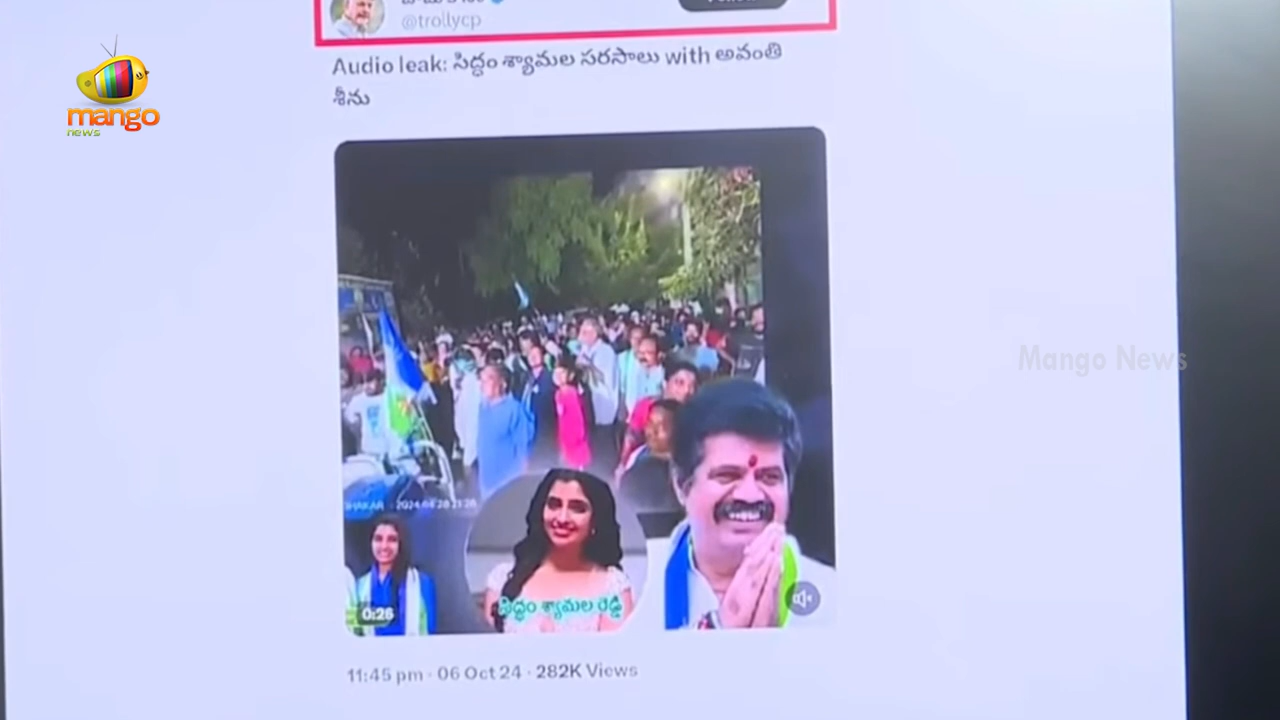 @trollycp
Audio leak: సిద్ధం శ్యామల సరసాలు with అవంతి
శీను
mango
news
Mango News
2024.04.28 21:26
సిద్ధం శ్యామల రెడ్డి
0:26
11:45 pm · 06 Oct 24 · 282K Views